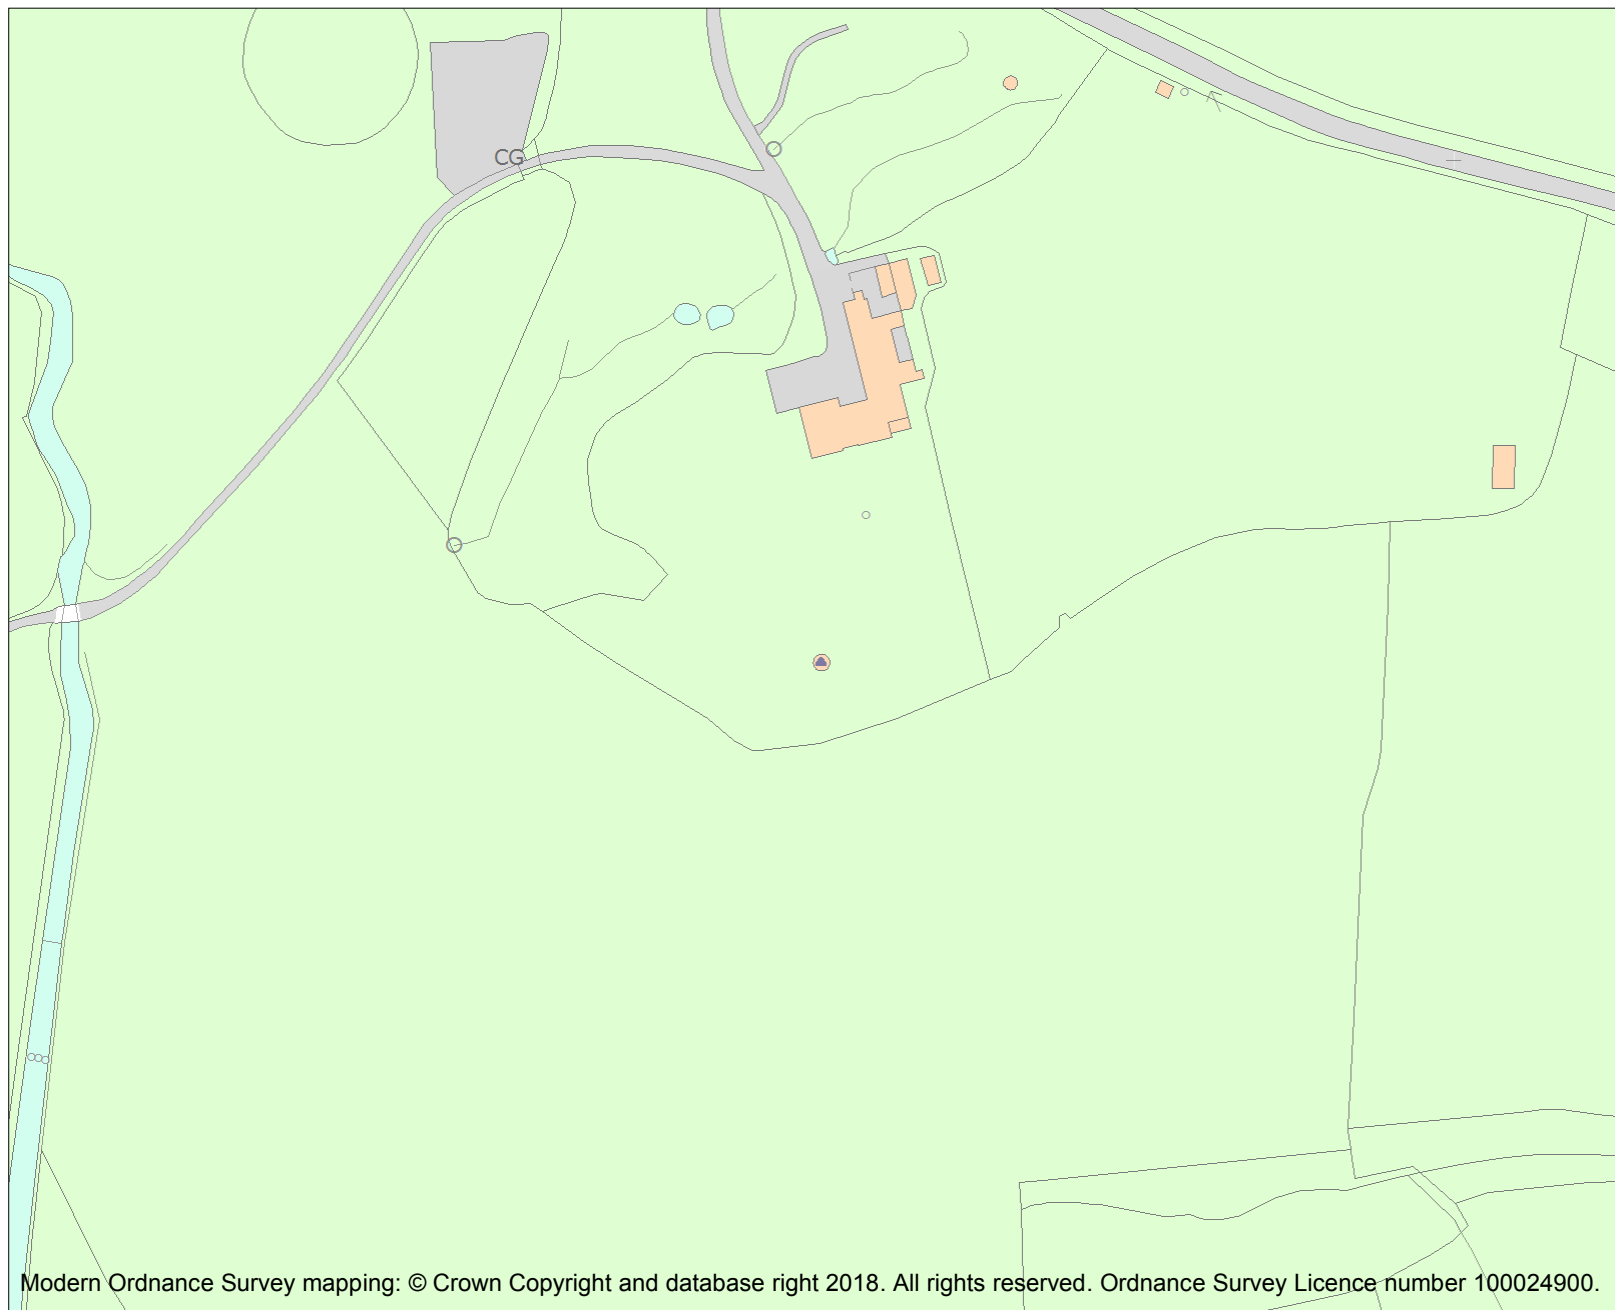 CG
Modern Ordnance Survey mapping: © Crown Copyright and database right 2018. All rights reserved. Ordnance Survey Licence number 100024900.